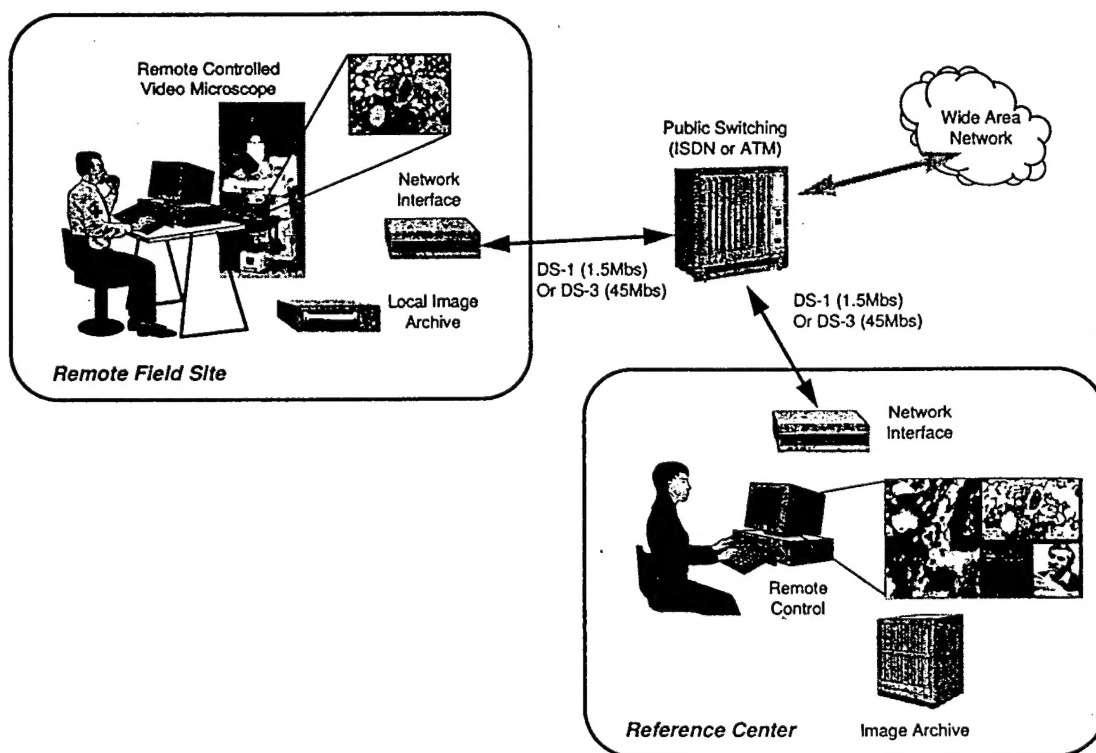 Remote Controlled
Video Microscope
Network
Interface
Local Image
Archive
Remote Field Site
Public Switching
(ISDN or ATM)
Wide Area
Network
DS-1 (1.5Mbs)
Or DS-3 (45Mbs)
DS-1 (1.5Mbs)
Or DS-3 (45Mbs)
Network
Interface
Remote
Control
Reference Center
Image Archive